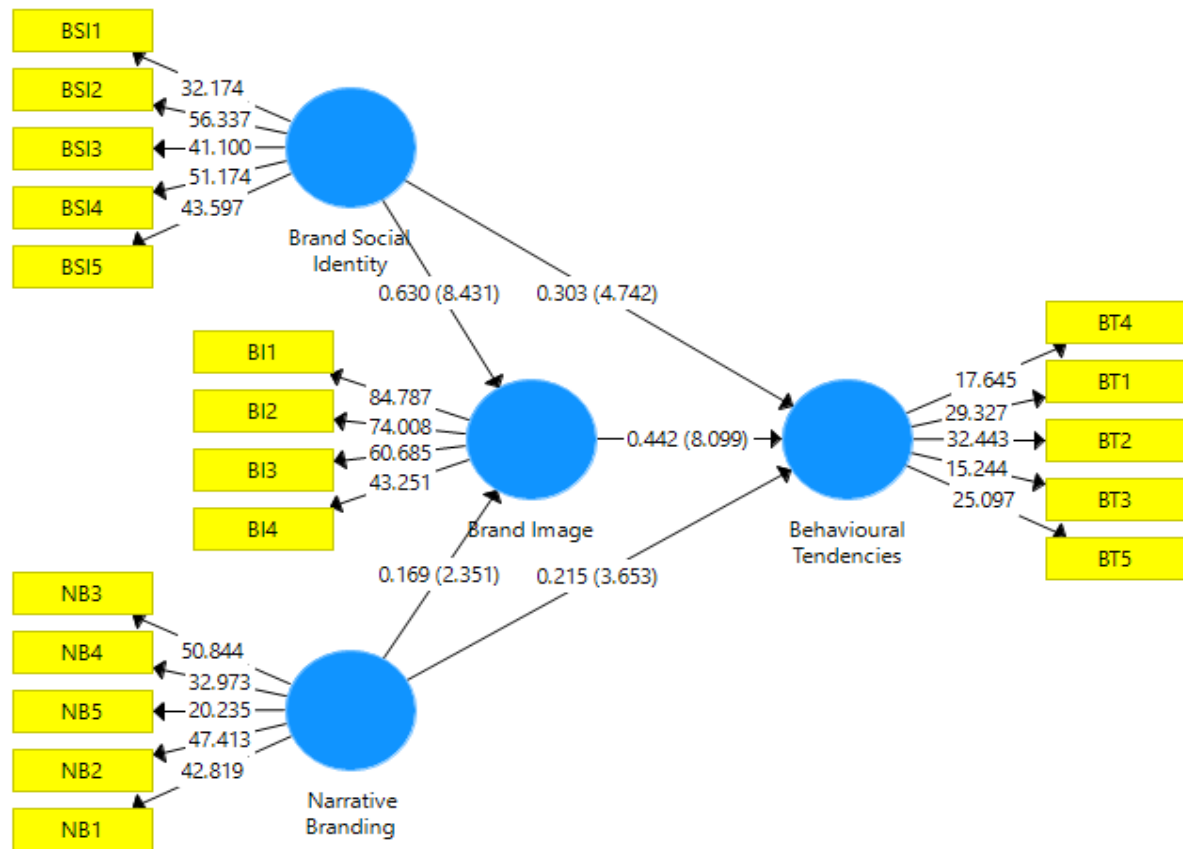 BSI1
32.174
BSI2
56.337
BSI3
41.100
51.174
BSI4
43.597
BSI5
Brand Social
Identity
0.630 (8.431)
0.303 (4.742)
BI1
84.787
BI2
74.008
BI3
60.685
43.251
BI4
Brand Image
0.442 (8.099)
BT4
17.645
BT1
29.327
BT2
32.443
15.244
BT3
25.097
BT5
Behavioural
Tendencies
0.169 (2.351)
0.215 (3.653)
NB3
50.844
NB4
32.973
NB5
20.235
47.413
NB2
42.819
NB1
Narrative
Branding